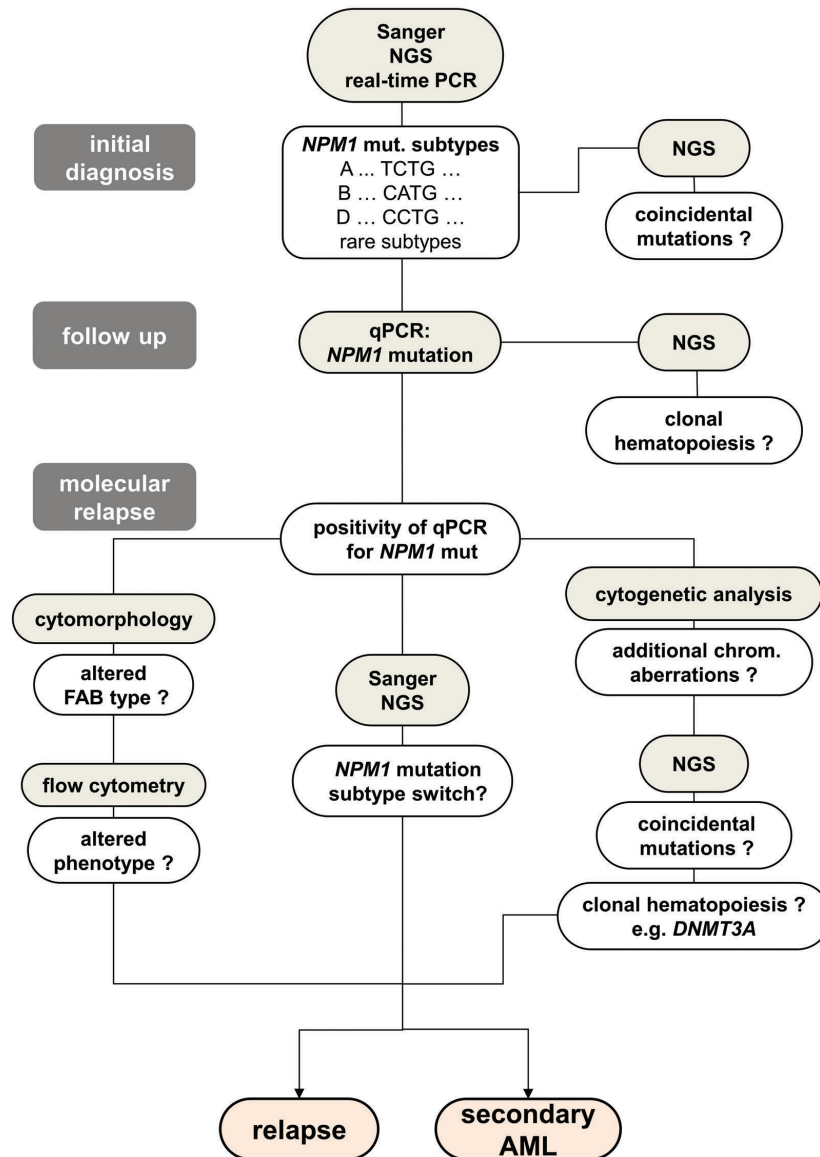 Sanger
NGS
real-time PCR
initial
diagnosis
NPM1 mut. subtypes
A ... TCTG ...
B ... CATG ...
D ... CCTG ...
rare subtypes
NGS
coincidental
mutations ?
follow up
qPCR:
NPM1 mutation
NGS
clonal
hematopoiesis ?
molecular
relapse
positivity of qPCR
for NPM1 mut
cytomorphology
altered
FAB type ?
flow cytometry
altered
phenotype ?
Sanger
NGS
NPM1 mutation
subtype switch?
cytogenetic analysis
additional chrom.
aberrations ?
NGS
coincidental
mutations ?
clonal hematopoiesis ?
e.g. DNMT3A
relapse
secondary
AML